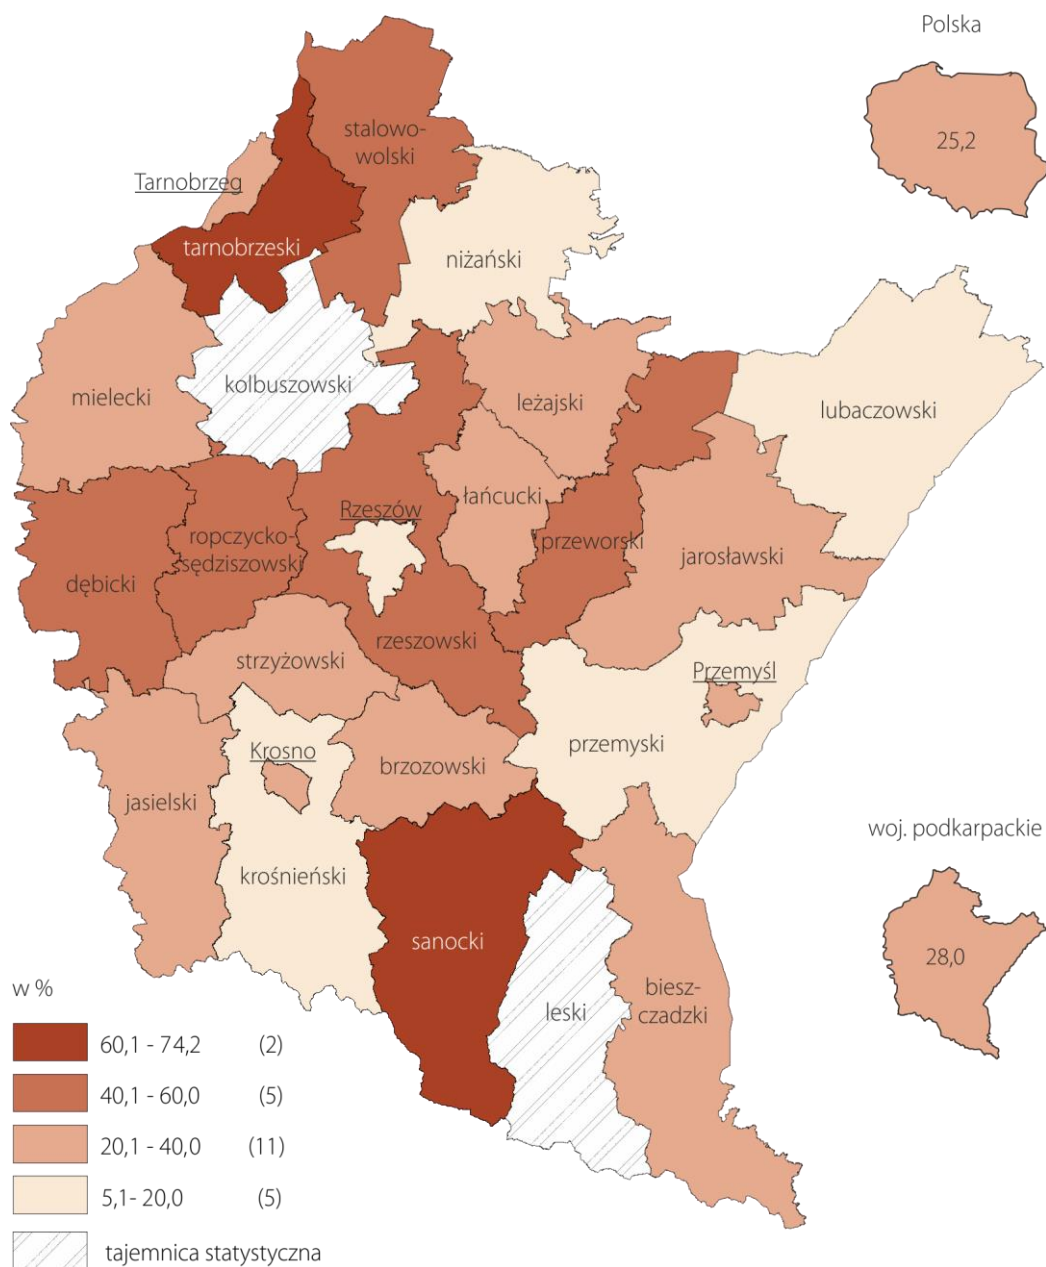 Polska
25,2
stalowo-
wolski
Tarnobrzeg
tarnobrzeski
niżański
mielecki
kolbuszowski
leżajski
lubaczowski
łańcucki
Rzeszów
ropczycko-
sędziszowski
przeworski
dębicki
jarosławski
rzeszowski
strzyżowski
Przemyśl
przemyski
Krosno
brzozowski
jasielski
krośnieński
sanocki
leski
biesz-
czadzki
woj. podkarpackie
28,0
w %
60,1 - 74,2 (2)
40,1 - 60,0 (5)
20,1 - 40,0 (11)
5,1- 20,0 (5)
tajemnica statystyczna